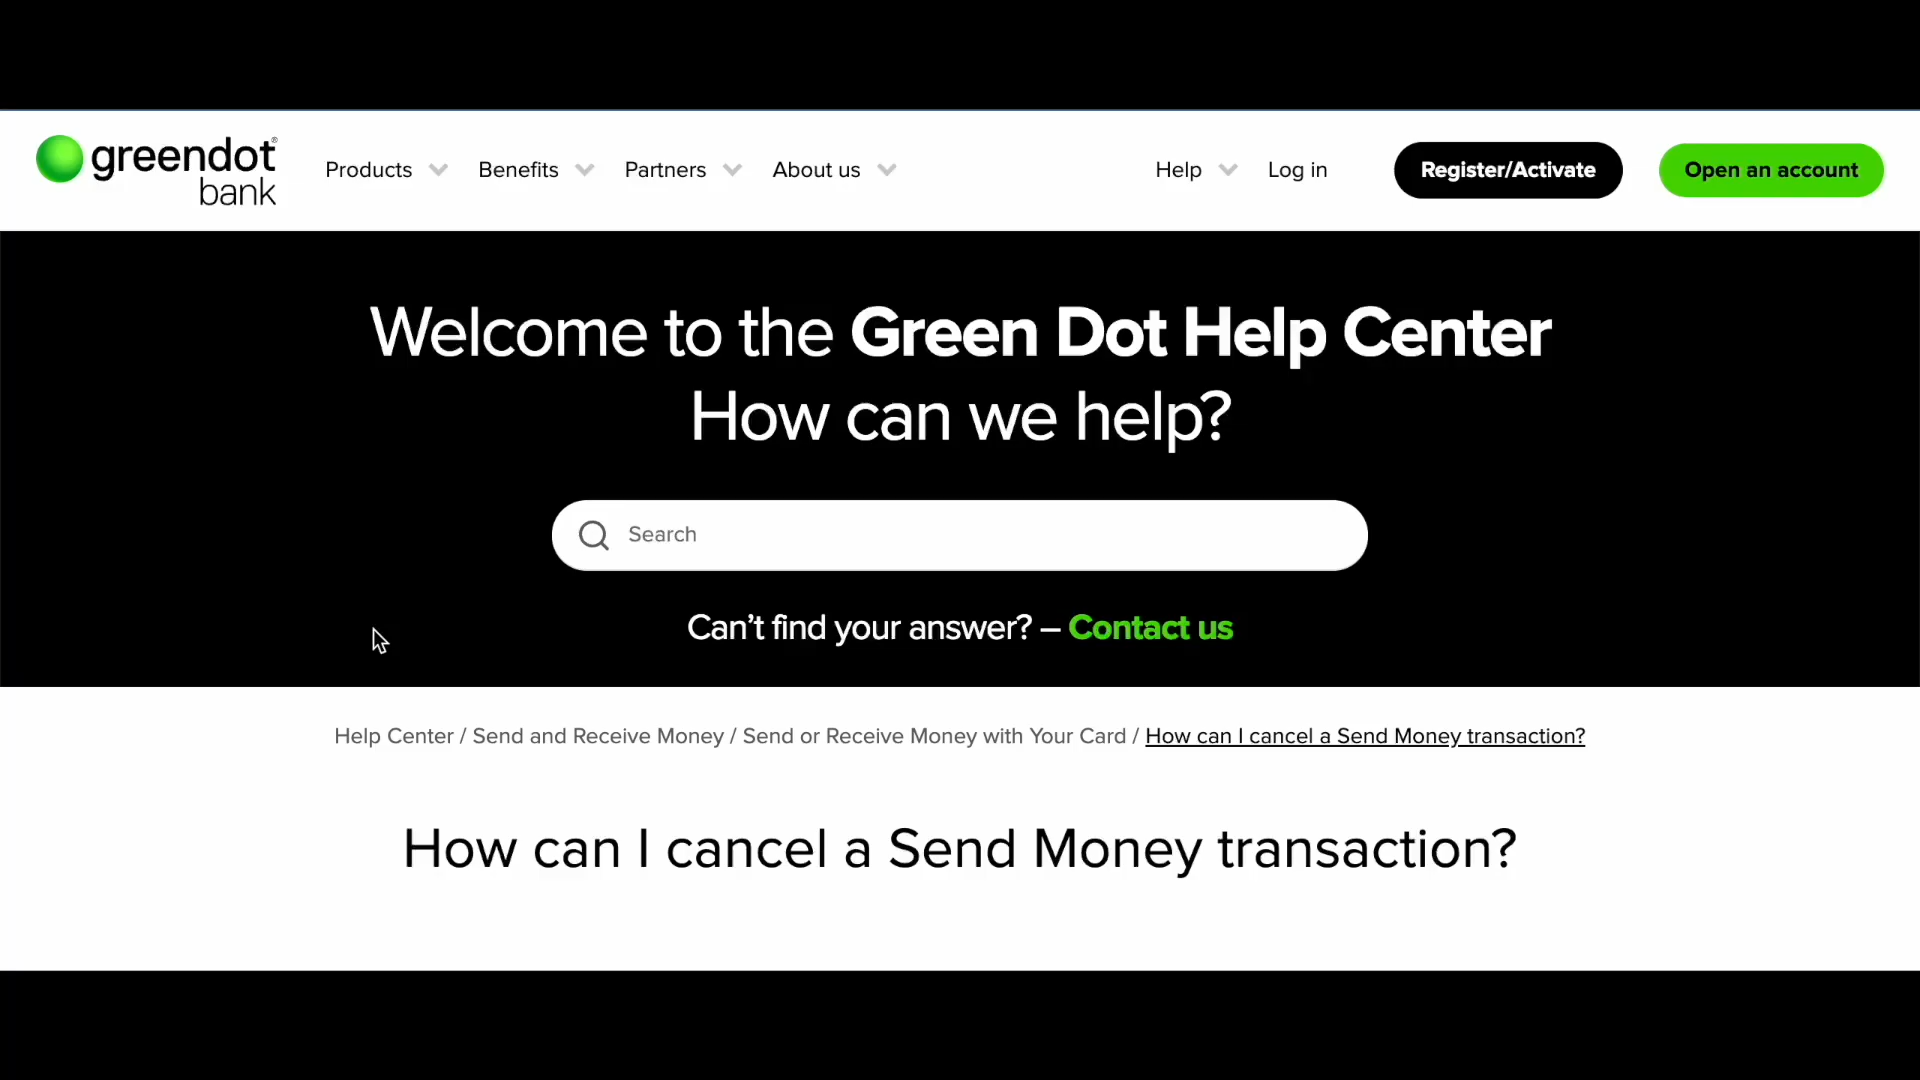 greendot®
bank
Products
Benefits
Partners
About us
Help
Log in
Register/Activate
Open an account
Welcome to the Green Dot Help Center
How can we help?
Search
Can't find your answer? – Contact us
Help Center / Send and Receive Money / Send or Receive Money with Your Card / How can I cancel a Send Money transaction?
How can I cancel a Send Money transaction?